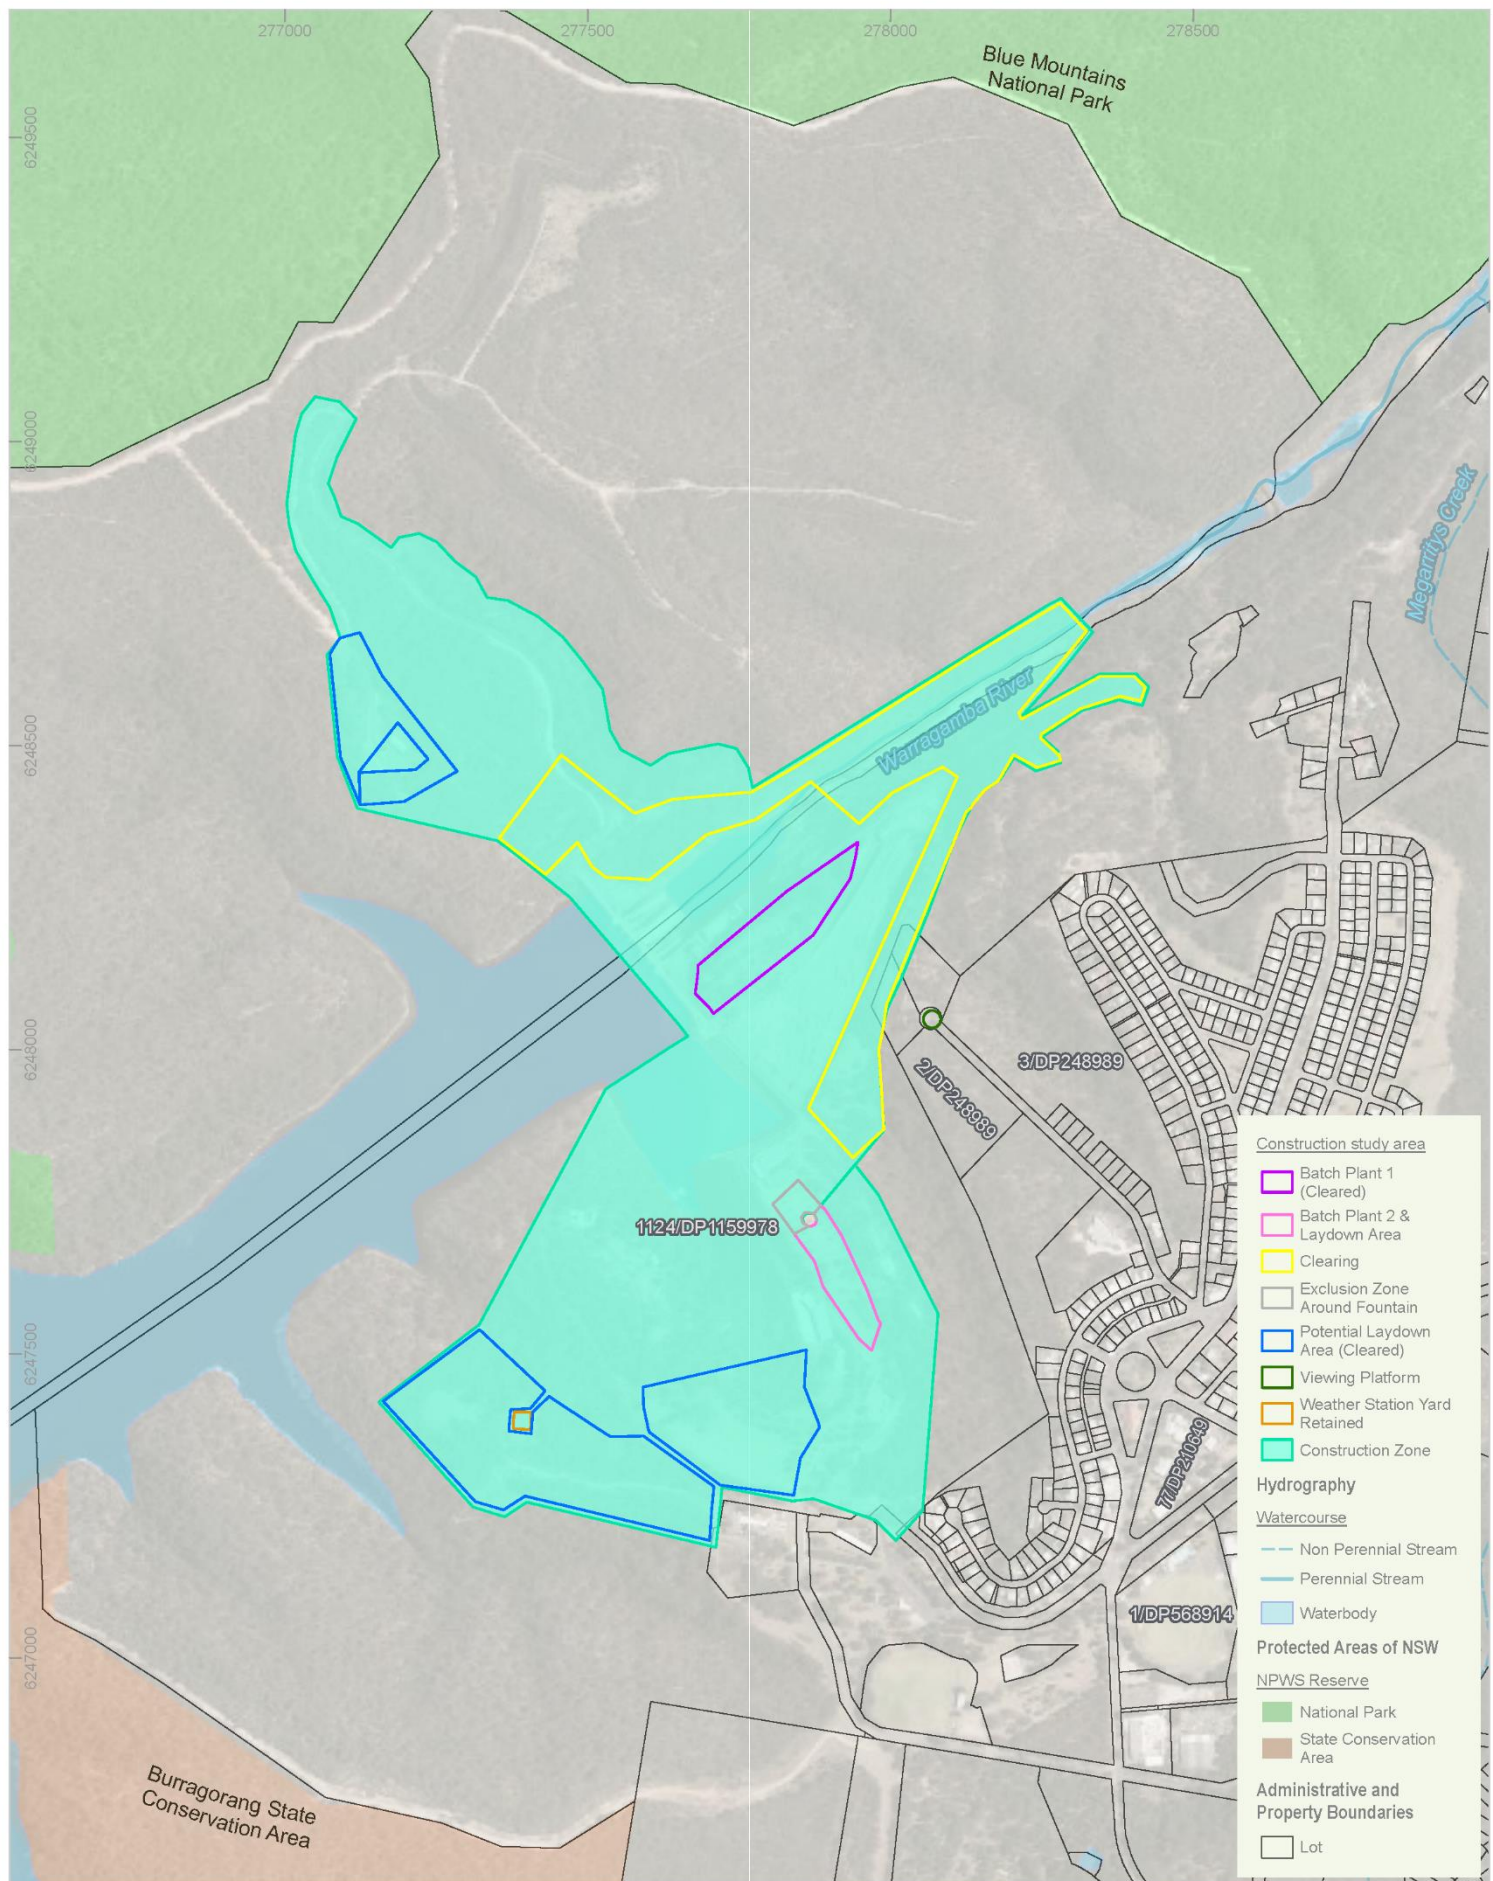 277000
277500
278000
278500
Blue Mountains
National Park
6249500
6249000
Megarritys Creek
Warragamba River
6248500
6248000
3/DP248989
2/DP248989
1124/DP1159978
6247500
77/DP210649
1/DP568914
6247000
Burragorang State
Conservation Area
Construction study area
Batch Plant 1
(Cleared)
Batch Plant 2 &
Laydown Area
Clearing
Exclusion Zone
Around Fountain
Potential Laydown
Area (Cleared)
Viewing Platform
Weather Station Yard
Retained
Construction Zone
Hydrography
Watercourse
Non Perennial Stream
Perennial Stream
Waterbody
Protected Areas of NSW
NPWS Reserve
National Park
State Conservation
Area
Administrative and
Property Boundaries
Lot